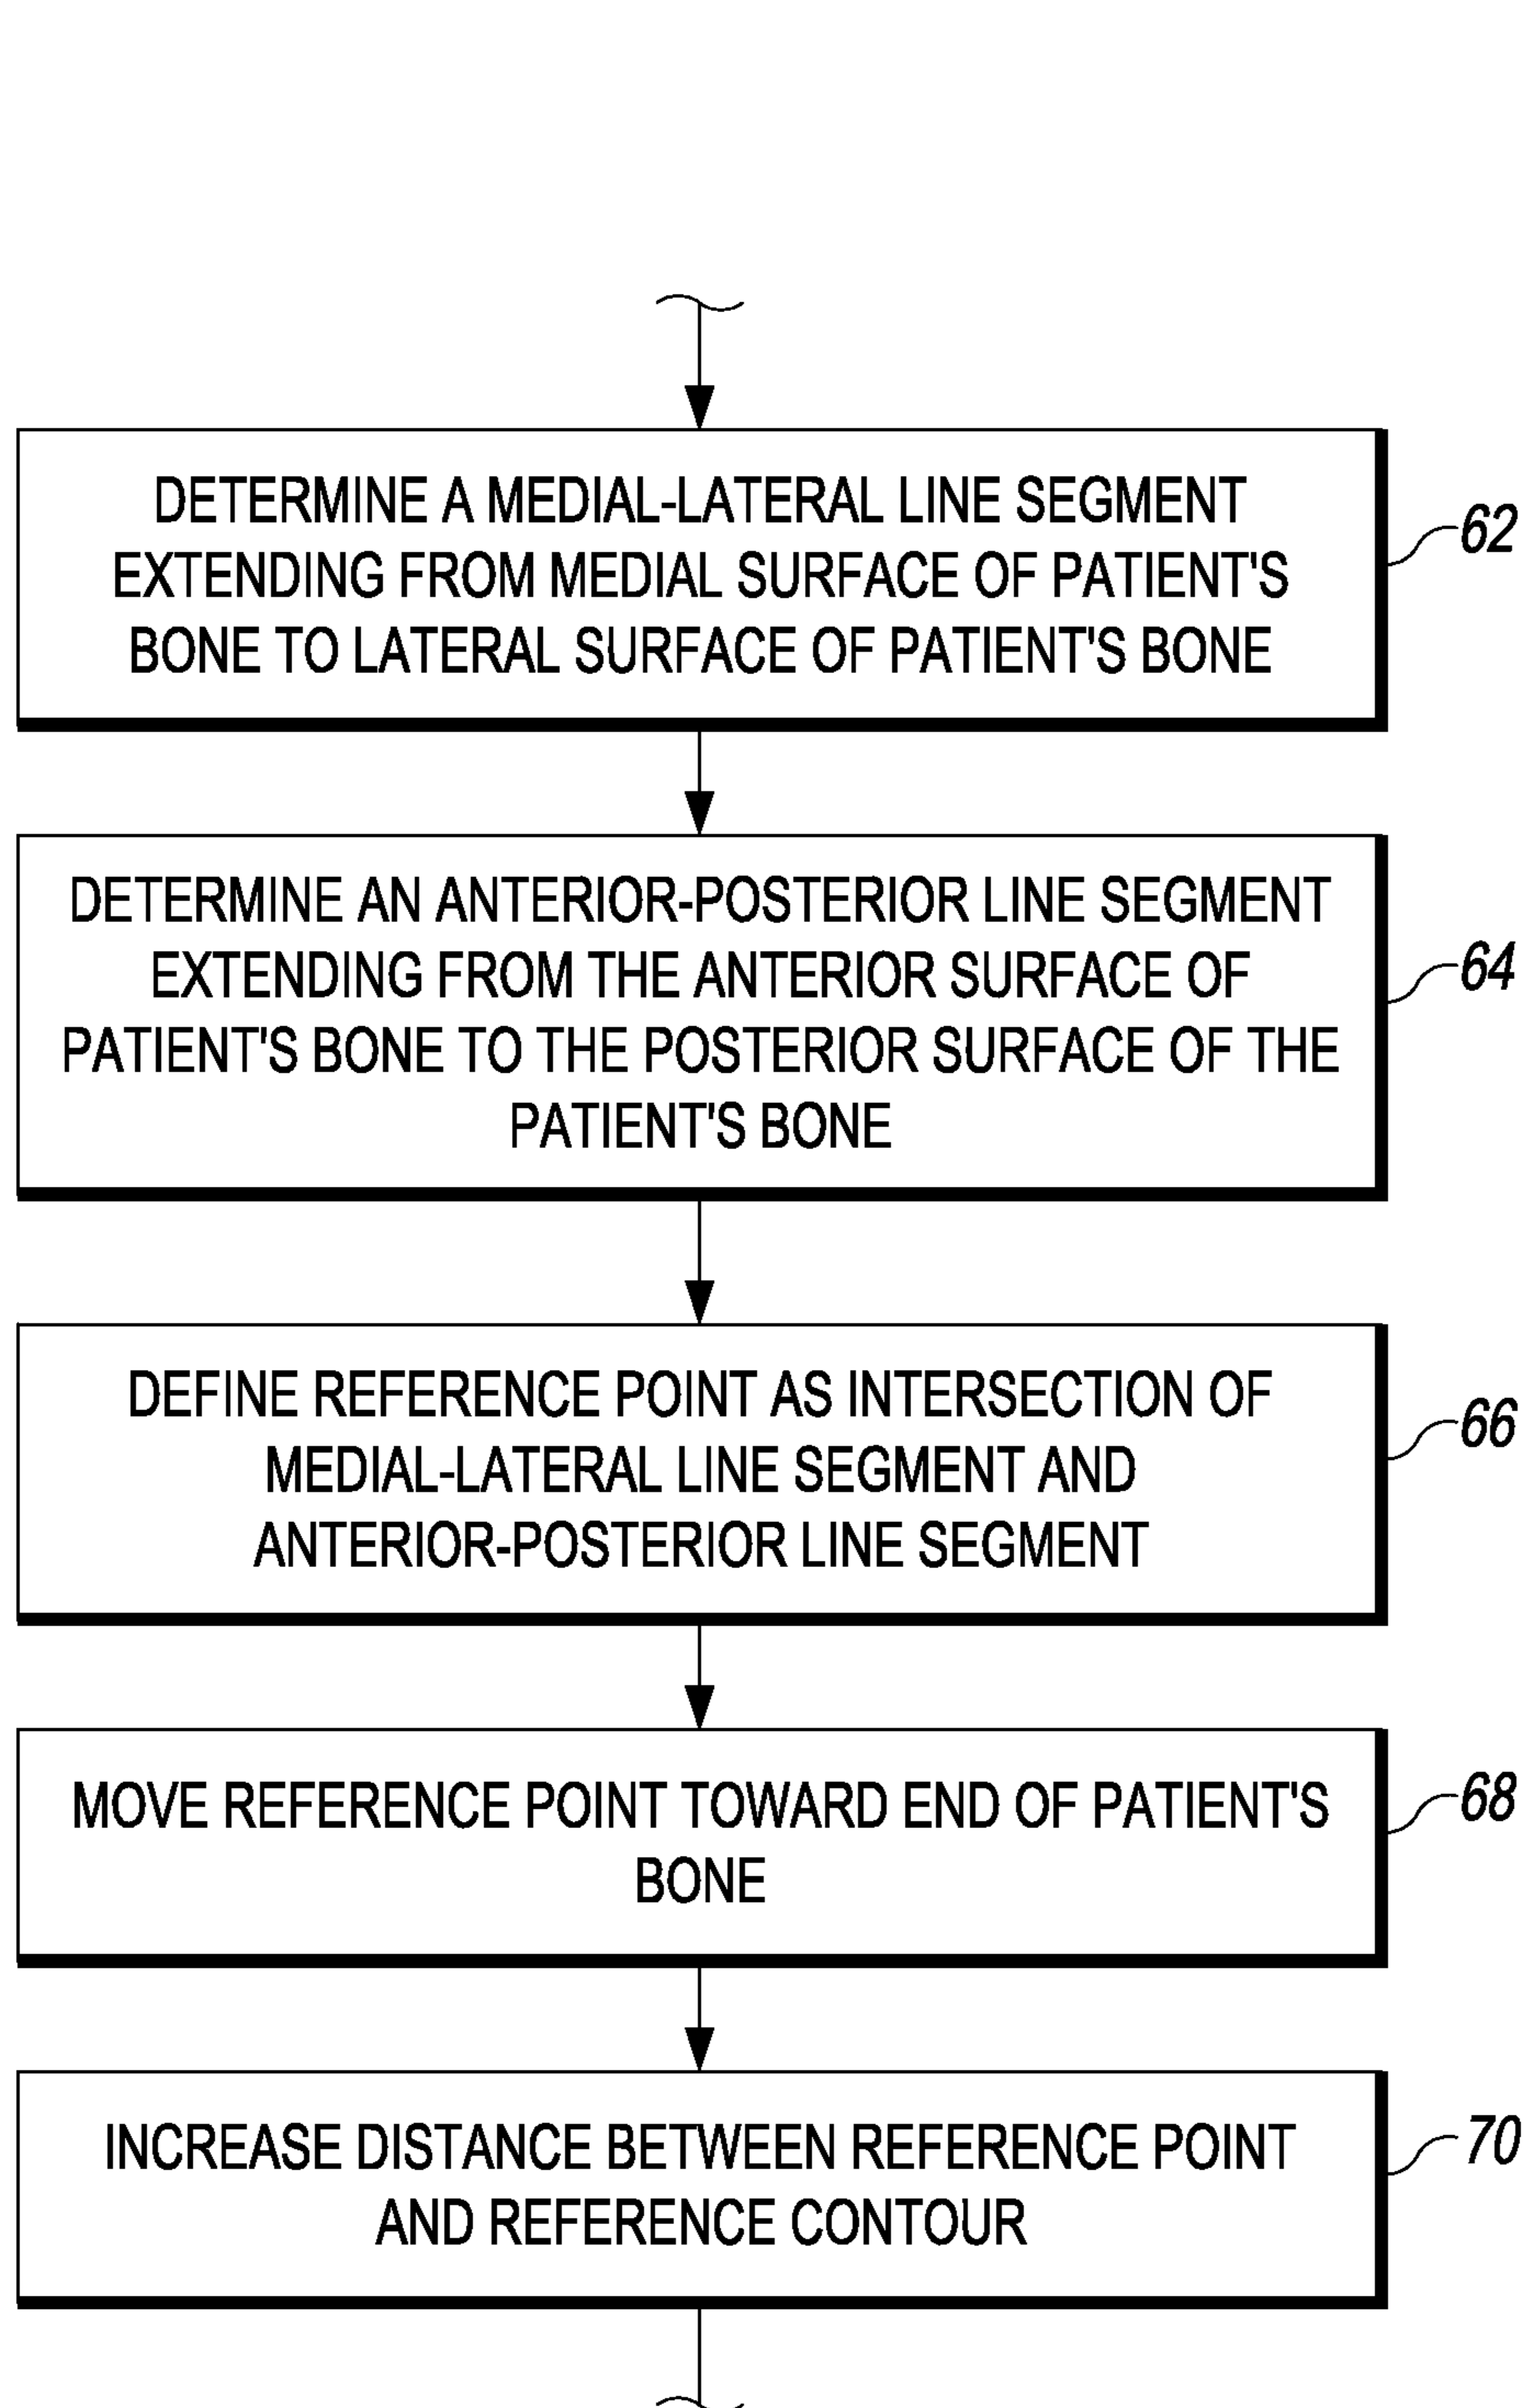 DETERMINE A MEDIAL-LATERAL LINE SEGMENT
EXTENDING FROM MEDIAL SURFACE OF PATIENT'S
BONE TO LATERAL SURFACE OF PATIENT'S BONE
62
DETERMINE AN ANTERIOR-POSTERIOR LINE SEGMENT
EXTENDING FROM THE ANTERIOR SURFACE OF
PATIENT'S BONE TO THE POSTERIOR SURFACE OF THE
PATIENT'S BONE
64
DEFINE REFERENCE POINT AS INTERSECTION OF
MEDIAL-LATERAL LINE SEGMENT AND
ANTERIOR-POSTERIOR LINE SEGMENT
66
MOVE REFERENCE POINT TOWARD END OF PATIENT'S
BONE
68
INCREASE DISTANCE BETWEEN REFERENCE POINT
AND REFERENCE CONTOUR
70